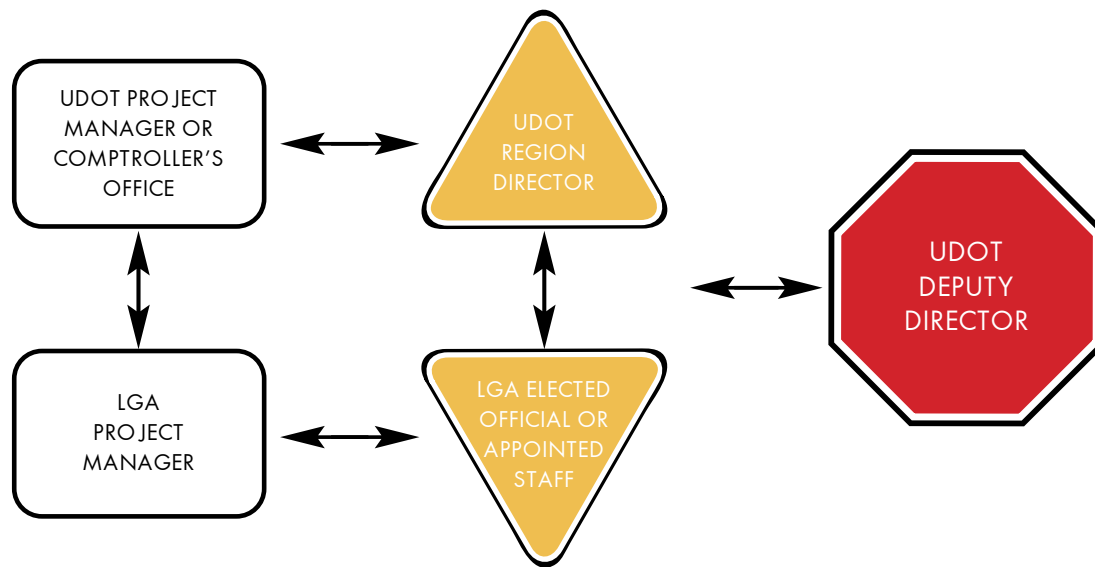 UDOT PROJECT
MANAGER OR
COMPTROLLER'S
OFFICE
UDOT
REGION
DIRECTOR
UDOT
DEPUTY
DIRECTOR
LGA
PROJECT
MANAGER
LGA ELECTED
OFFICIAL OR
APPOINTED
STAFF